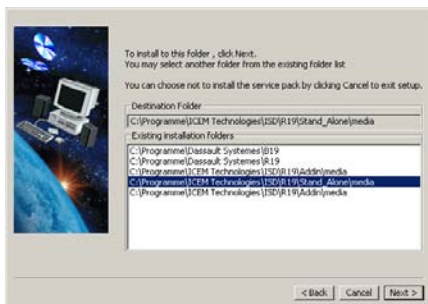 To install to this folder , click Next.
You may select another folder from the existing folder list
You can choose not to install the service pack by clicking Cancel to exit setup.
Destination Folder
C:\Programme\ICEM Technologies\ISD\R19\Stand_Alone\media
Existing installation folders
C:\Programme\Dassault Systemes\B19
C:\Programme\Dassault Systemes\R19
C:\Programme\ICEM Technologies\ISD\R19\Addin\media
C:\Programme\ICEM Technologies\ISD\R19\Stand_Alone\media
C:\Programme\ICEM Technologies\ISD\R19\Addin\media
< Back
Cancel
Next >